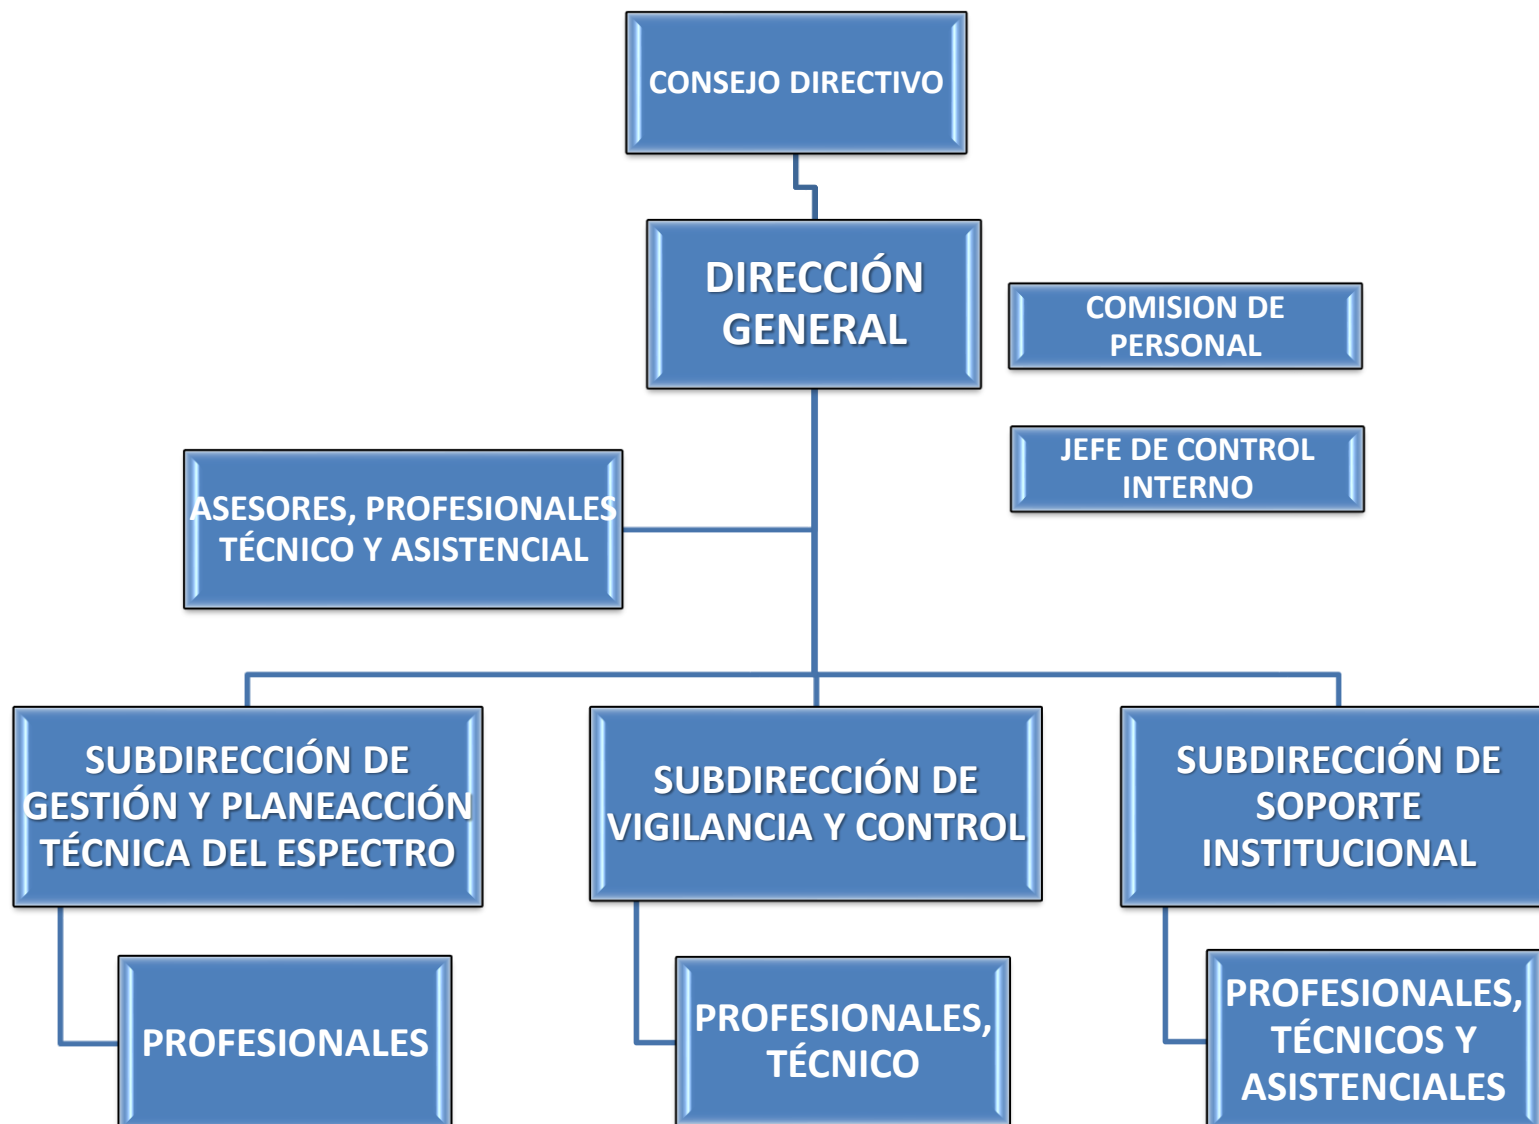 CONSEJO DIRECTIVO
DIRECCIÓN
GENERAL
COMISION DE
PERSONAL
JEFE DE CONTROL
INTERNO
ASESORES, PROFESIONALES
TÉCNICO Y ASISTENCIAL
SUBDIRECCIÓN DE
GESTIÓN Y PLANEACCIÓN
TÉCNICA DEL ESPECTRO
SUBDIRECCIÓN DE
VIGILANCIA Y CONTROL
SUBDIRECCIÓN DE
SOPORTE
INSTITUCIONAL
PROFESIONALES
PROFESIONALES,
TÉCNICO
PROFESIONALES,
TÉCNICOS Y
ASISTENCIALES